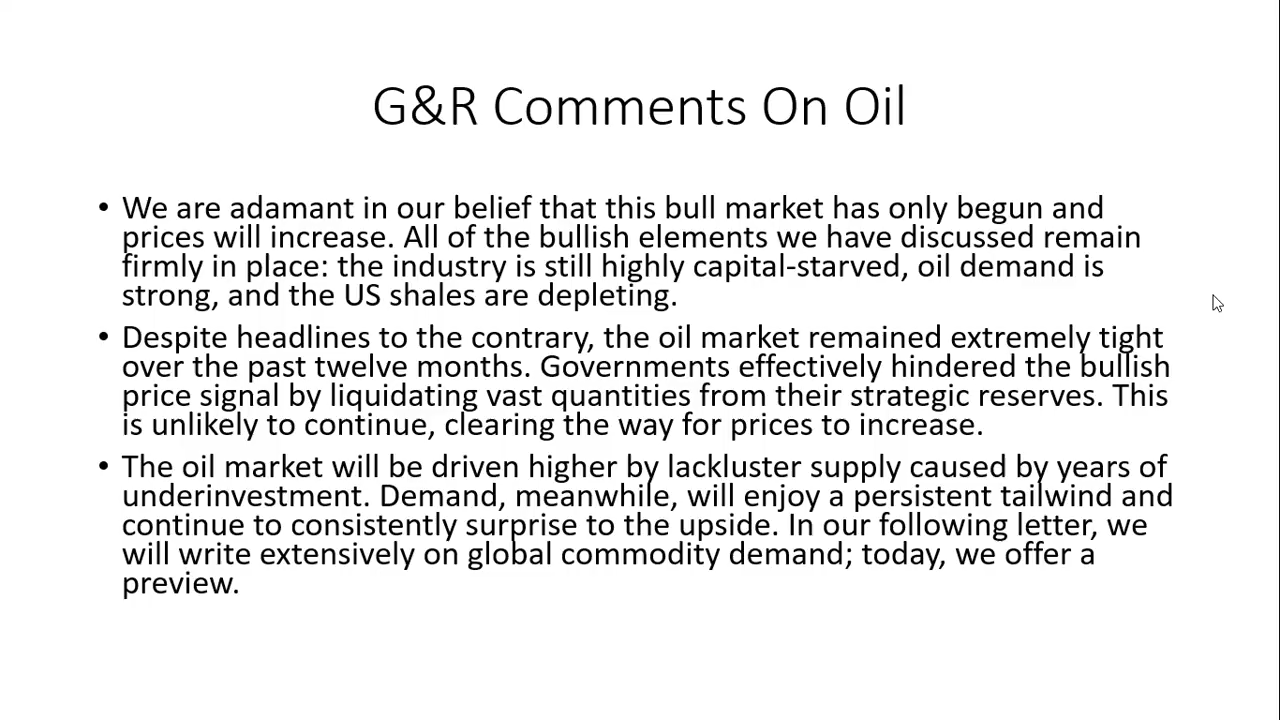 G&R Comments On Oil
• We are adamant in our belief that this bull market has only begun and
prices will increase. All of the bullish elements we have discussed remain
firmly in place: the industry is still highly capital-starved, oil demand is
strong, and the US shales are depleting.
• Despite headlines to the contrary, the oil market remained extremely tight
over the past twelve months. Governments effectively hindered the bullish
price signal by liquidating vast quantities from their strategic reserves. This
is unlikely to continue, clearing the way for prices to increase.
• The oil market will be driven higher by lackluster supply caused by years of
underinvestment. Demand, meanwhile, will enjoy a persistent tailwind and
continue to consistently surprise to the upside. In our following letter, we
will write extensively on global commodity demand; today, we offer a
preview.